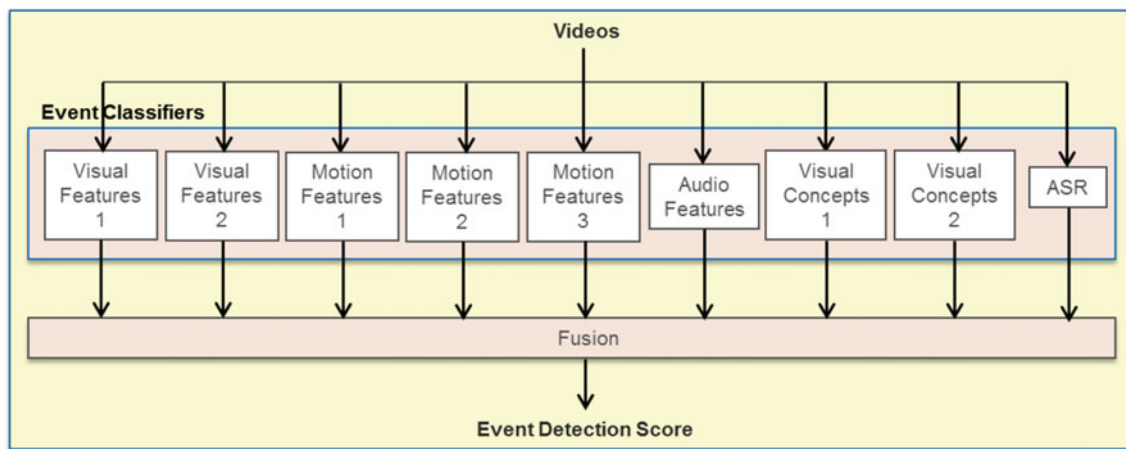 Videos
Event Classifiers
Visual
Features
1
Visual
Features
2
Motion
Features
1
Motion
Features
2
Motion
Features
3
Audio
Features
Visual
Concepts
1
Visual
Concepts
2
ASR
Fusion
Event Detection Score